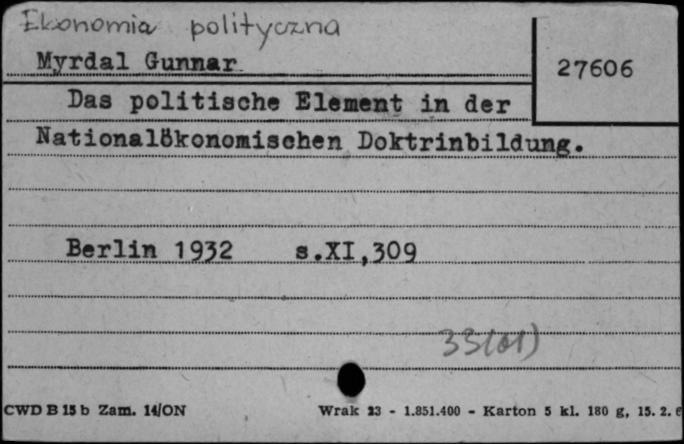 Ekonomia polityczna
Myrdal Gunnar
27606
Das politische Element in der
Nationalökonomischen Doktrinbildung.
Berlin 1932 s.XI,309
33(01)
CWD B 15 b Zam. 14/ON
Wrak 23 - 1.851.400 - Karton 5 kl. 180 g, 15. 2. 6